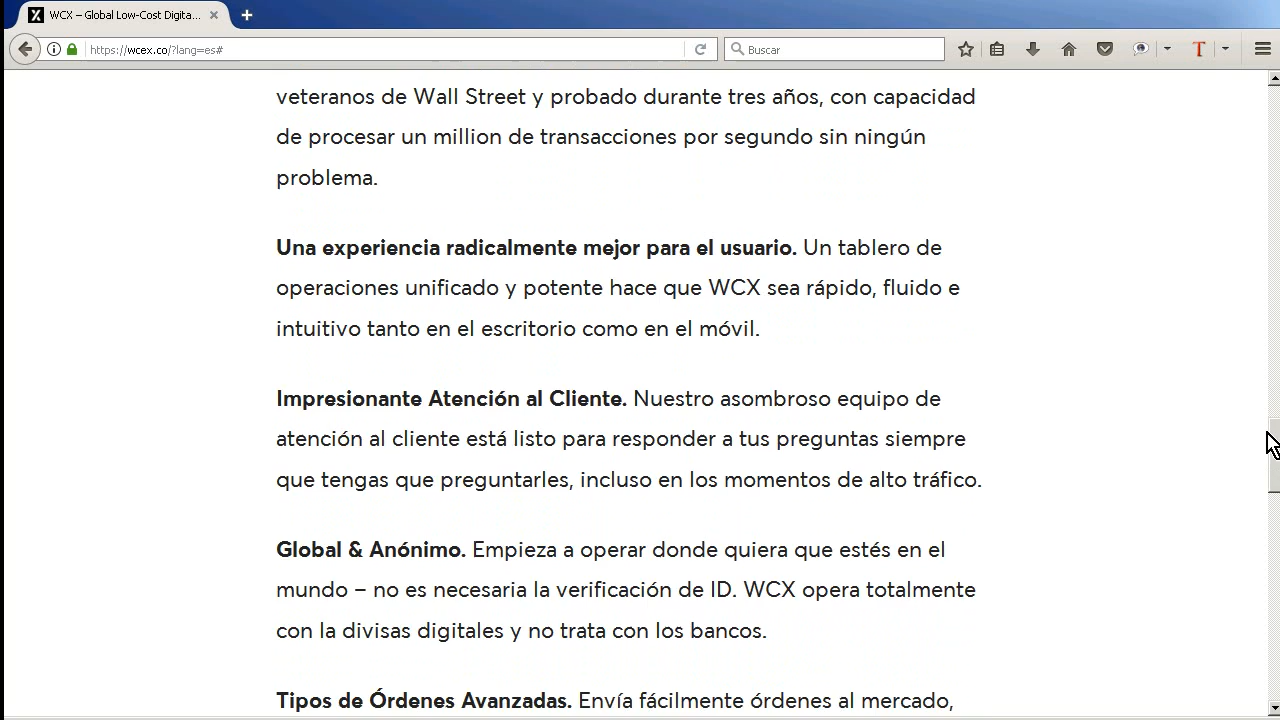 WCX – Global Low-Cost Digita...
https://wcex.co/?lang=es#
Buscar
veteranos de Wall Street y probado durante tres años, con capacidad
de procesar un million de transacciones por segundo sin ningún
problema.
Una experiencia radicalmente mejor para el usuario. Un tablero de
operaciones unificado y potente hace que WCX sea rápido, fluido e
intuitivo tanto en el escritorio como en el móvil.
Impresionante Atención al Cliente. Nuestro asombroso equipo de
atención al cliente está listo para responder a tus preguntas siempre
que tengas que preguntarles, incluso en los momentos de alto tráfico.
Global & Anónimo. Empieza a operar donde quiera que estés en el
mundo – no es necesaria la verificación de ID. WCX opera totalmente
con la divisas digitales y no trata con los bancos.
Tipos de Órdenes Avanzadas. Envía fácilmente órdenes al mercado,